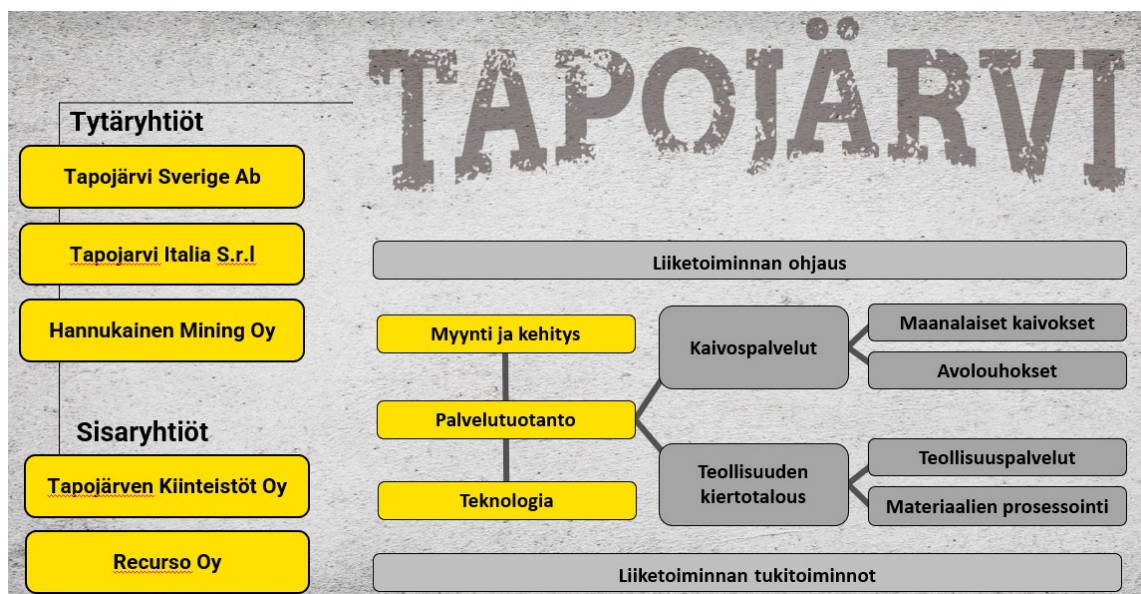 TAPOJÄRVI
Tytäryhtiöt
Tapojärvi Sverige Ab
Tapojarvi Italia S.r.l
Hannukainen Mining Oy
Sisaryhtiöt
Tapojärven Kiinteistöt Oy
Recurso Oy
Liiketoiminnan ohjaus
Myynti ja kehitys
Palvelutuotanto
Teknologia
Kaivospalvelut
Maanalaiset kaivokset
Avolouhokset
Teollisuuden
kiertotalous
Teollisuuspalvelut
Materiaalien prosessointi
Liiketoiminnan tukitoiminnot